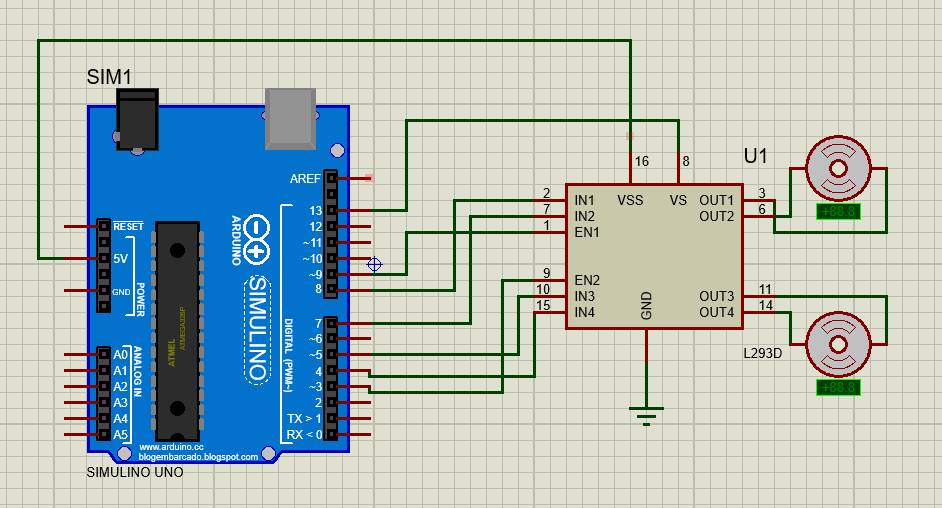 SIM1
AREF
13
12
~11
~10
~9
8
RESET
5V
GND
POWER
ARDUINO
SIMULINO
ATMEL
ATMEGA328P
7
~6
~5
4
~3
2
TX > 1
RX < 0
DIGITAL (PWM~)
A0
A1
A2
A3
A4
A5
ANALOG IN
www.arduino.cc
blogembarcado.blogspot.com
SIMULINO UNO
U1
16
8
2
7
1
IN1
IN2
EN1
VSS
VS
OUT1
OUT2
3
6
9
10
15
EN2
IN3
IN4
GND
OUT3
OUT4
11
14
L293D
+88.8
+88.8